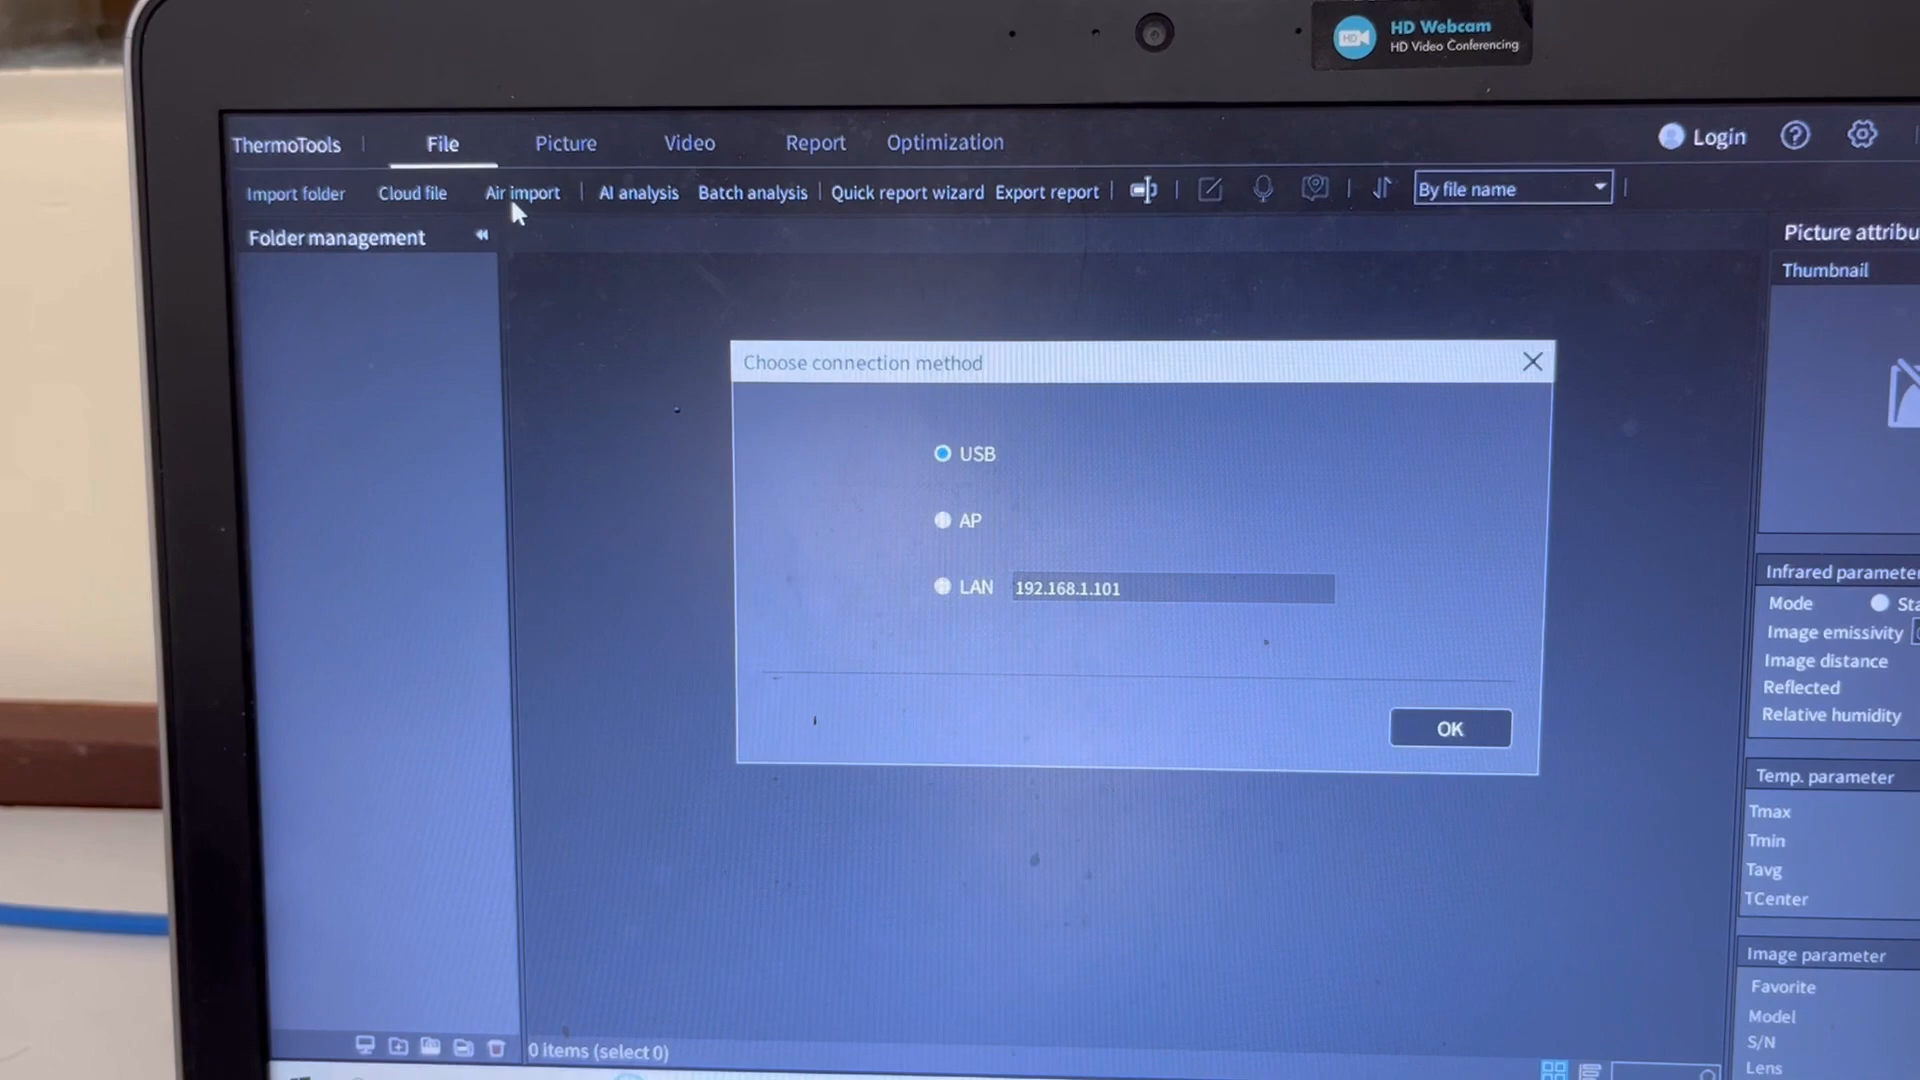 HD Webcam
HD
HD Video Conferencing
ThermoTools File Picture Video Report Optimization Login
Import folder Cloud file Air import AI analysis Batch analysis Quick report wizard Export report By file name
Folder management
Picture attribu
Thumbnail
Choose connection method
USB
AP
LAN 192.168.1.101
OK
Infrared parameter
Mode Sta
Image emissivity
Image distance
Reflected
Relative humidity
Temp. parameter
Tmax
Tmin
Tavg
TCenter
Image parameter
Favorite
Model
S/N
Lens
0 items (select 0)